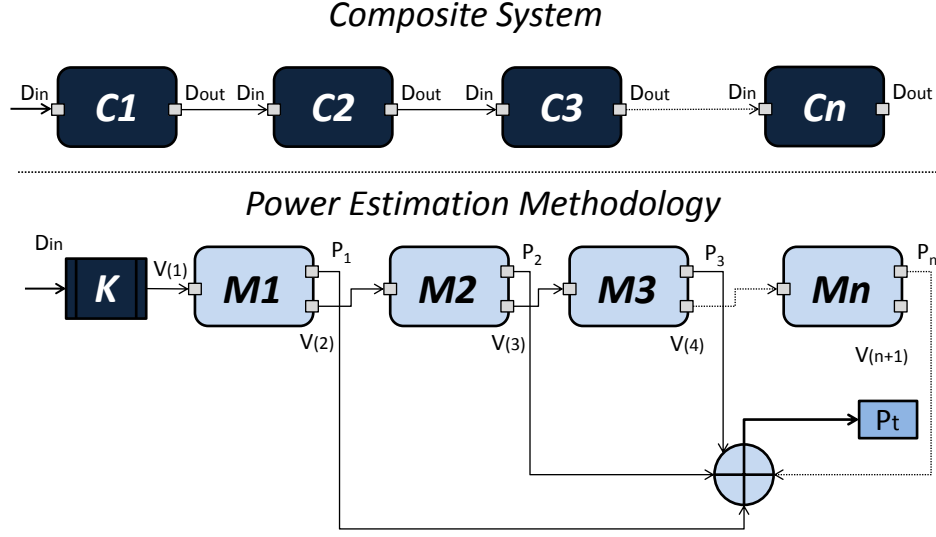 Composite System
Din Dout Din Dout Din Dout Din Dout
C1 C2 C3 Cn
Power Estimation Methodology
Din P1 P2 P3 Pn
V(1)
K M1 M2 M3 Mn
V(2) V(3) V(4) V(n+1)
Pt